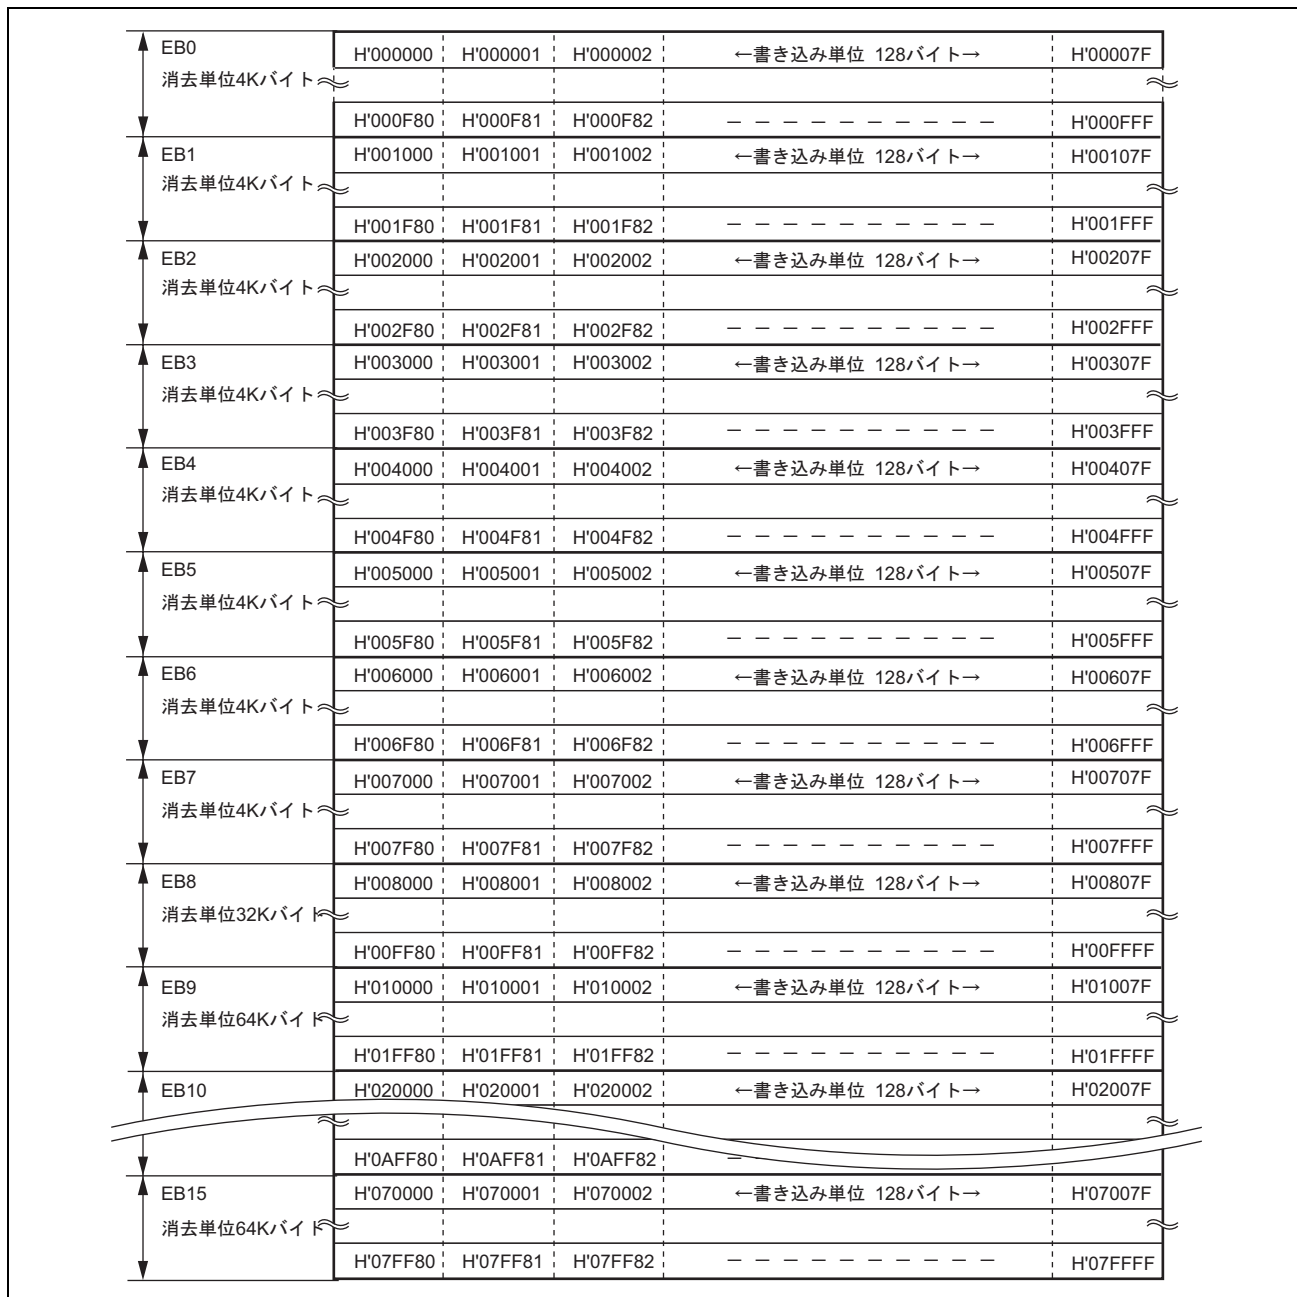 EB0
H'000000 H'000001 H'000002 ←書き込み単位 128バイト→ H'00007F
消去単位4Kバイト
H'000F80 H'000F81 H'000F82 － － － － － － － － － － H'000FFF
EB1
H'001000 H'001001 H'001002 ←書き込み単位 128バイト→ H'00107F
消去単位4Kバイト
H'001F80 H'001F81 H'001F82 － － － － － － － － － － H'001FFF
EB2
H'002000 H'002001 H'002002 ←書き込み単位 128バイト→ H'00207F
消去単位4Kバイト
H'002F80 H'002F81 H'002F82 － － － － － － － － － － H'002FFF
EB3
H'003000 H'003001 H'003002 ←書き込み単位 128バイト→ H'00307F
消去単位4Kバイト
H'003F80 H'003F81 H'003F82 － － － － － － － － － － H'003FFF
EB4
H'004000 H'004001 H'004002 ←書き込み単位 128バイト→ H'00407F
消去単位4Kバイト
H'004F80 H'004F81 H'004F82 － － － － － － － － － － H'004FFF
EB5
H'005000 H'005001 H'005002 ←書き込み単位 128バイト→ H'00507F
消去単位4Kバイト
H'005F80 H'005F81 H'005F82 － － － － － － － － － － H'005FFF
EB6
H'006000 H'006001 H'006002 ←書き込み単位 128バイト→ H'00607F
消去単位4Kバイト
H'006F80 H'006F81 H'006F82 － － － － － － － － － － H'006FFF
EB7
H'007000 H'007001 H'007002 ←書き込み単位 128バイト→ H'00707F
消去単位4Kバイト
H'007F80 H'007F81 H'007F82 － － － － － － － － － － H'007FFF
EB8
H'008000 H'008001 H'008002 ←書き込み単位 128バイト→ H'00807F
消去単位32Kバイト
H'00FF80 H'00FF81 H'00FF82 － － － － － － － － － － H'00FFFF
EB9
H'010000 H'010001 H'010002 ←書き込み単位 128バイト→ H'01007F
消去単位64Kバイト
H'01FF80 H'01FF81 H'01FF82 － － － － － － － － － － H'01FFFF
EB10
H'020000 H'020001 H'020002 ←書き込み単位 128バイト→ H'02007F
H'0AFF80 H'0AFF81 H'0AFF82 － －
EB15
H'070000 H'070001 H'070002 ←書き込み単位 128バイト→ H'07007F
消去単位64Kバイト
H'07FF80 H'07FF81 H'07FF82 － － － － － － － － － － H'07FFFF